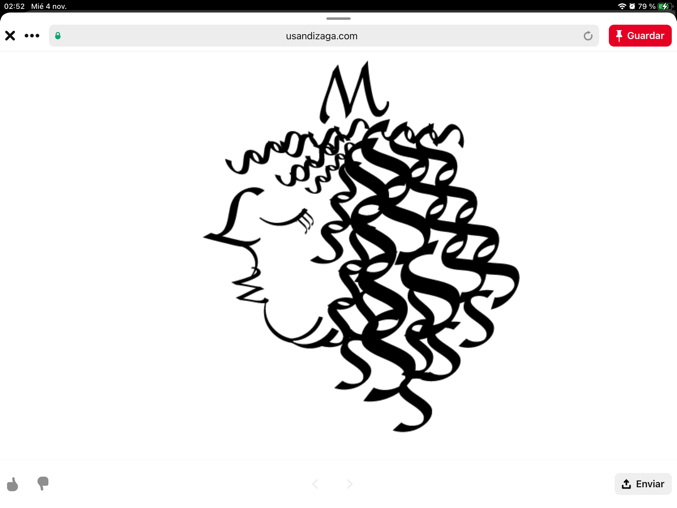 02:52 Mié 4 nov. 79 %
usandizaga.com
Guardar
M
Enviar